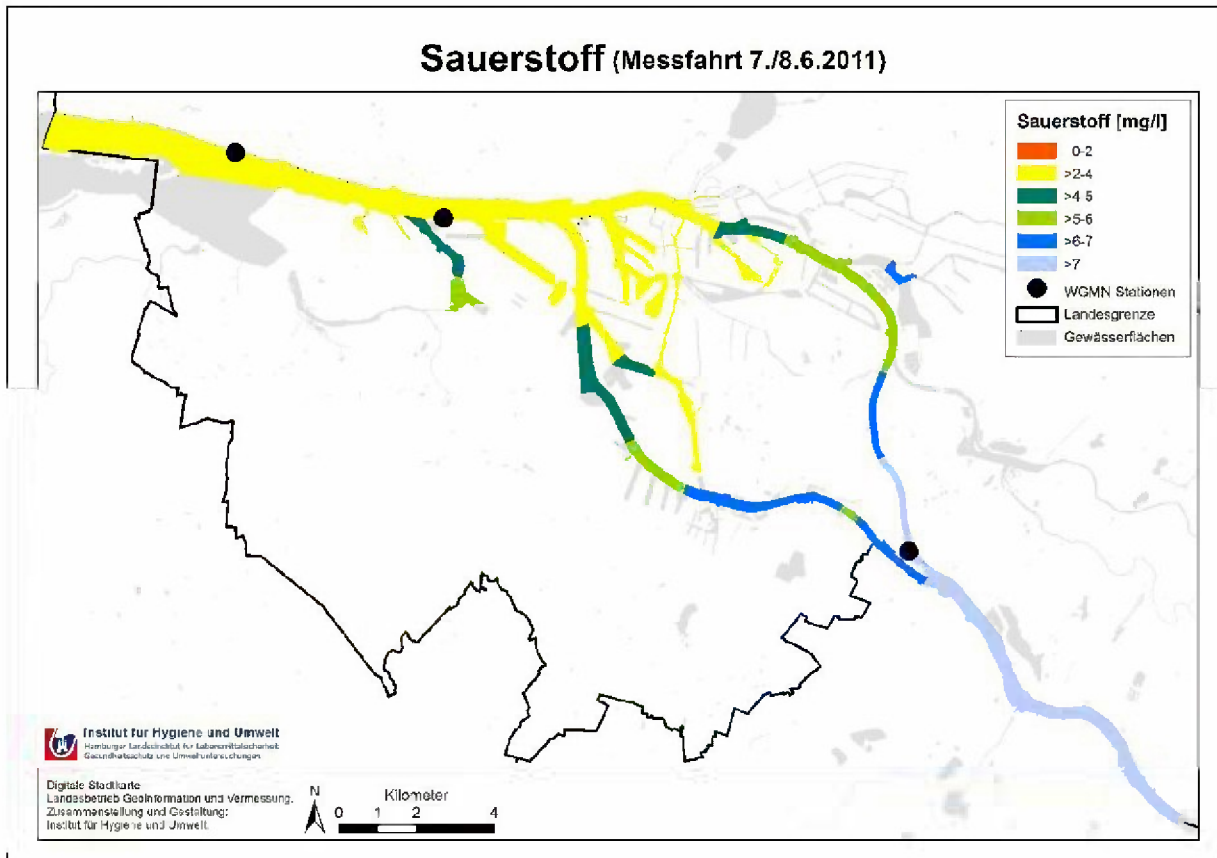 Sauerstoff (Messfahrt 7./8.6.2011)
Sauerstoff [mg/l]
0-2
>2-4
>4-5
>5-6
>6-7
>7
WGMN Stationen
Landesgrenze
Gewässerflächen
Institut für Hygiene und Umwelt
Hamburger Landesinstitut für Lebensmittelsicherheit
Gesundheitsschutz und Umweltuntersuchungen
Digitale Stadtkarte
Landesbetrieb Geoinformation und Vermessung.
Zusammenstellung und Gestaltung:
Institut für Hygiene und Umwelt
N
Kilometer
0 1 2 4